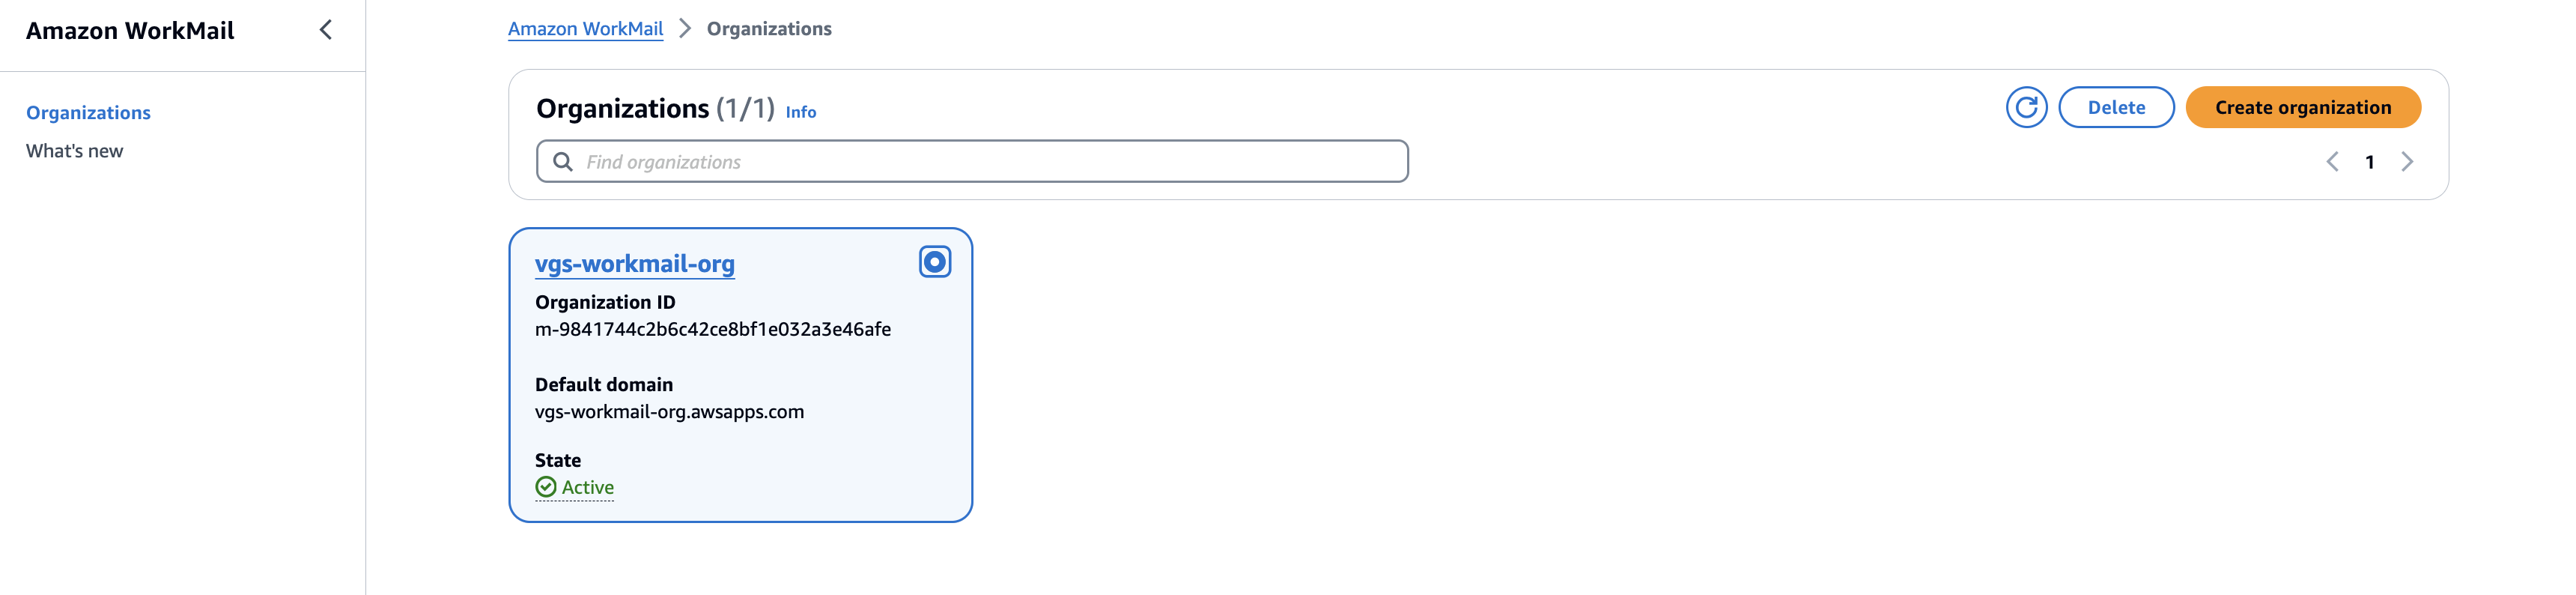 Amazon WorkMail
Organizations
What's new
Amazon WorkMail > Organizations
Organizations (1/1) Info
Delete
Create organization
Find organizations
1
vgs-workmail-org
Organization ID
m-9841744c2b6c42ce8bf1e032a3e46afe
Default domain
vgs-workmail-org.awsapps.com
State
Active